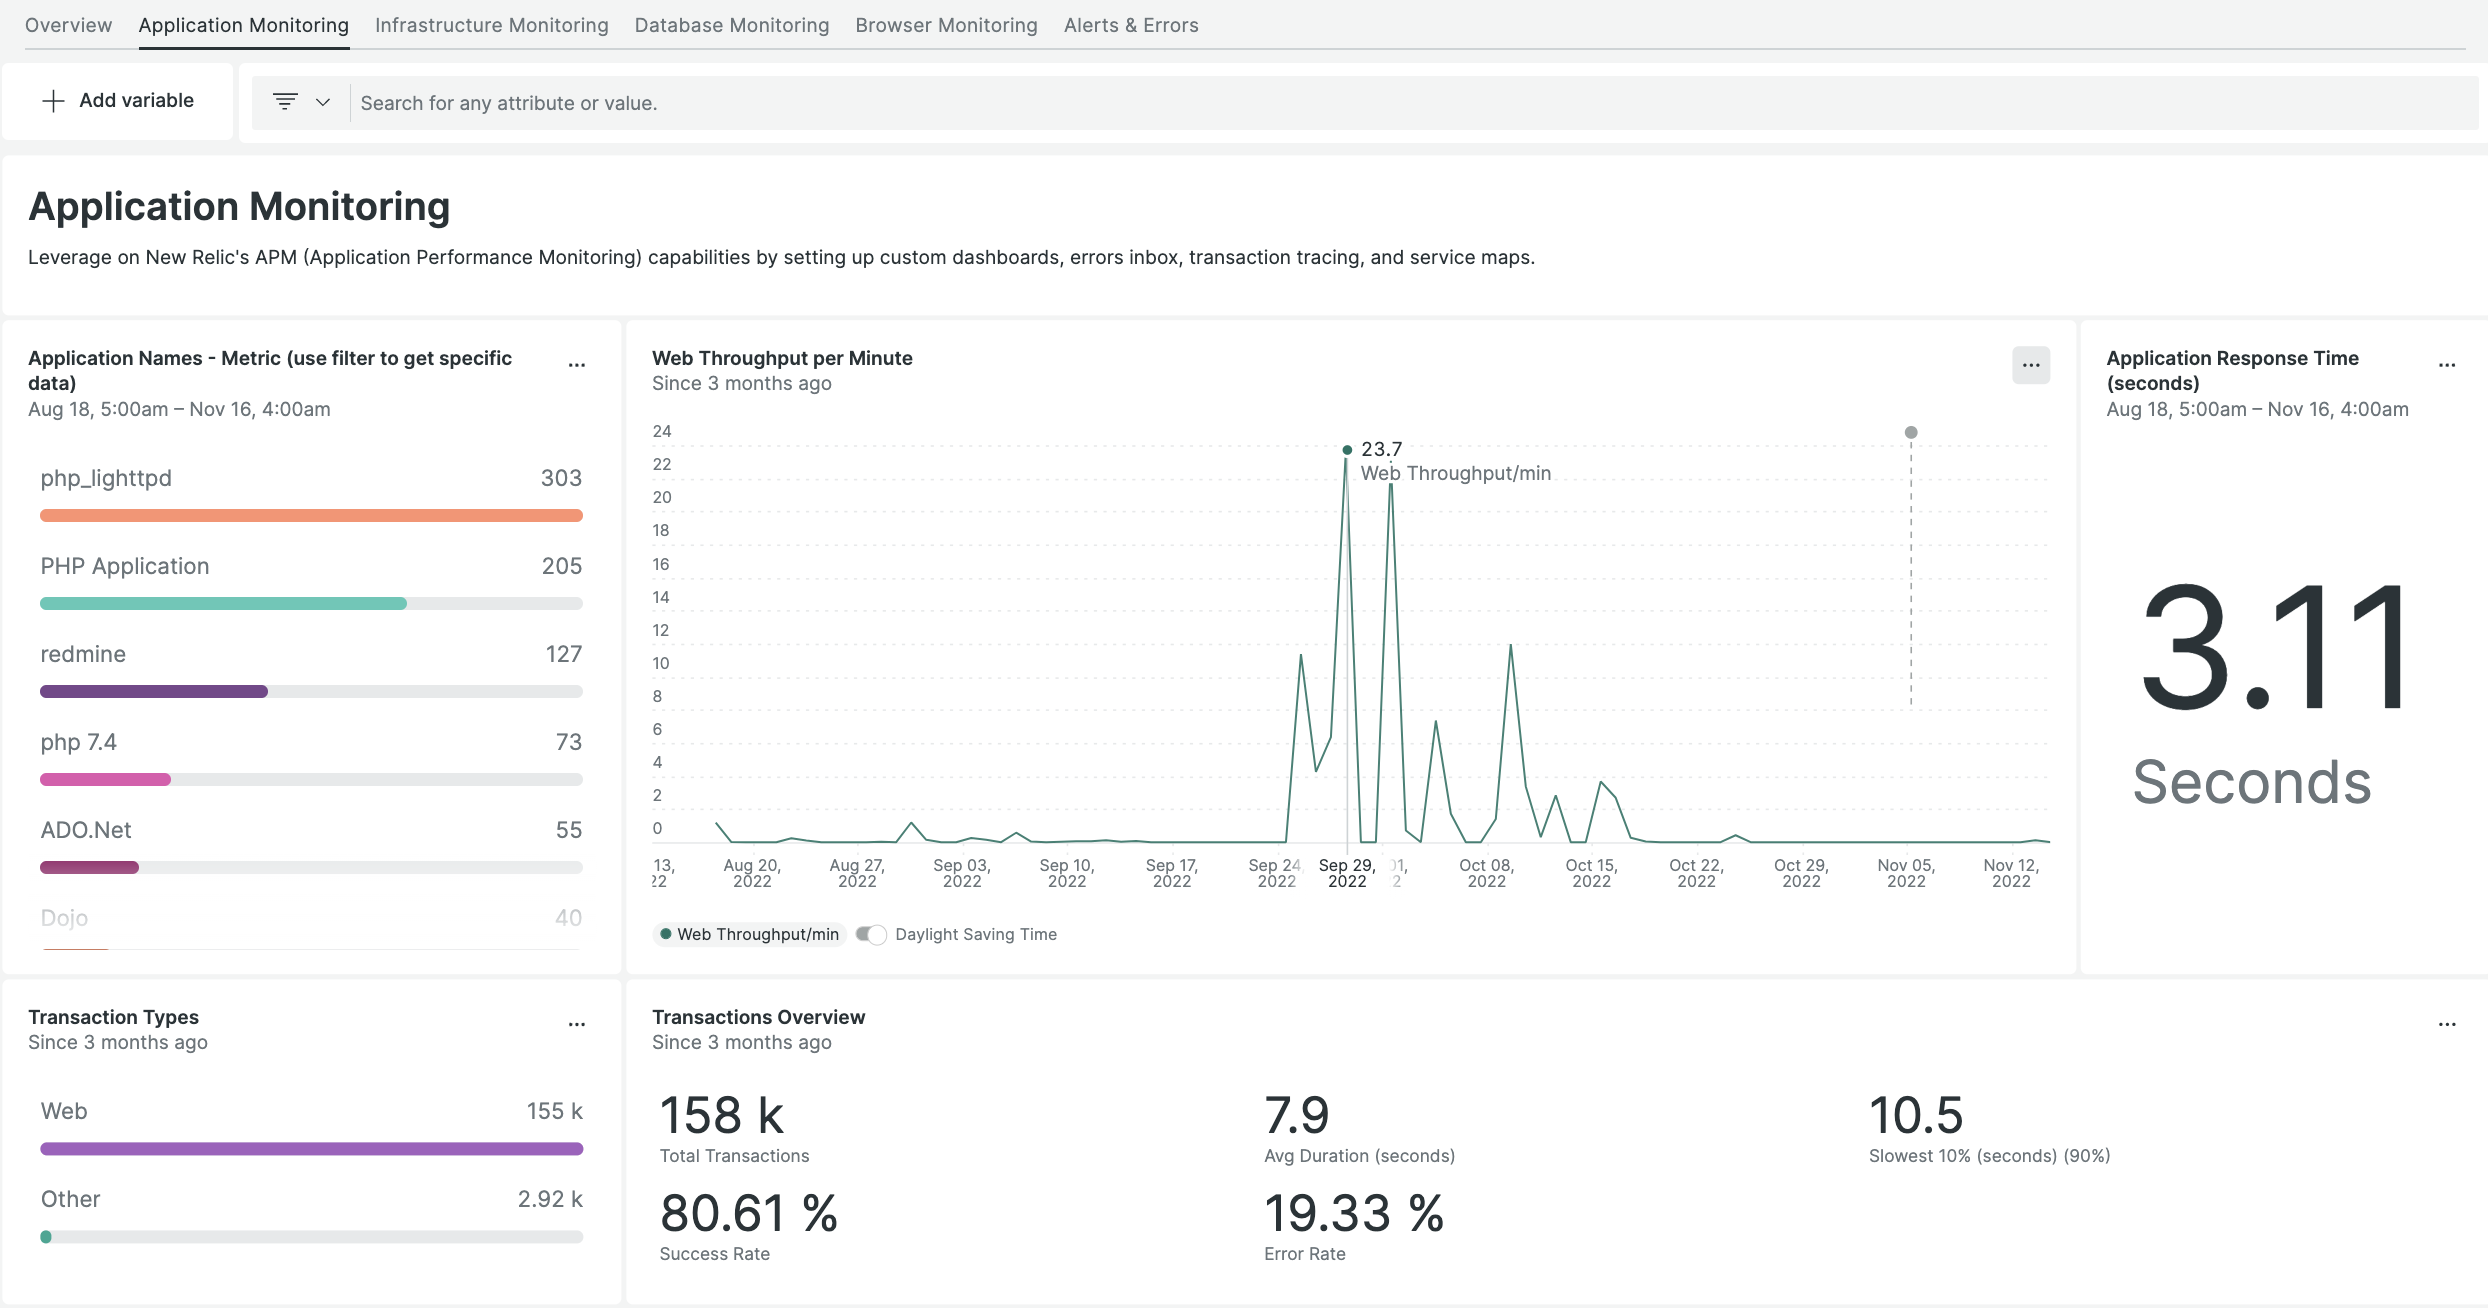 Overview Application Monitoring Infrastructure Monitoring Database Monitoring Browser Monitoring Alerts & Errors
Add variable
Search for any attribute or value.
Application Monitoring
Leverage on New Relic's APM (Application Performance Monitoring) capabilities by setting up custom dashboards, errors inbox, transaction tracing, and service maps.
Application Names - Metric (use filter to get specific
data)
Aug 18, 5:00am – Nov 16, 4:00am
php_lighttpd 303
PHP Application 205
redmine 127
php 7.4 73
ADO.Net 55
Dojo 40
Web Throughput per Minute
Since 3 months ago
24
22
20
18
16
14
12
10
8
6
4
2
0
23.7
Web Throughput/min
13, Aug 20, Aug 27, Sep 03, Sep 10, Sep 17, Sep 24, Sep 29, 01, Oct 08, Oct 15, Oct 22, Oct 29, Nov 05, Nov 12,
22 2022 2022 2022 2022 2022 2022 2022 2 2022 2022 2022 2022 2022 2022
Web Throughput/min Daylight Saving Time
Application Response Time
(seconds)
Aug 18, 5:00am – Nov 16, 4:00am
3.11
Seconds
Transaction Types
Since 3 months ago
Web 155 k
Other 2.92 k
Transactions Overview
Since 3 months ago
158 k
Total Transactions
7.9
Avg Duration (seconds)
10.5
Slowest 10% (seconds) (90%)
80.61 %
Success Rate
19.33 %
Error Rate